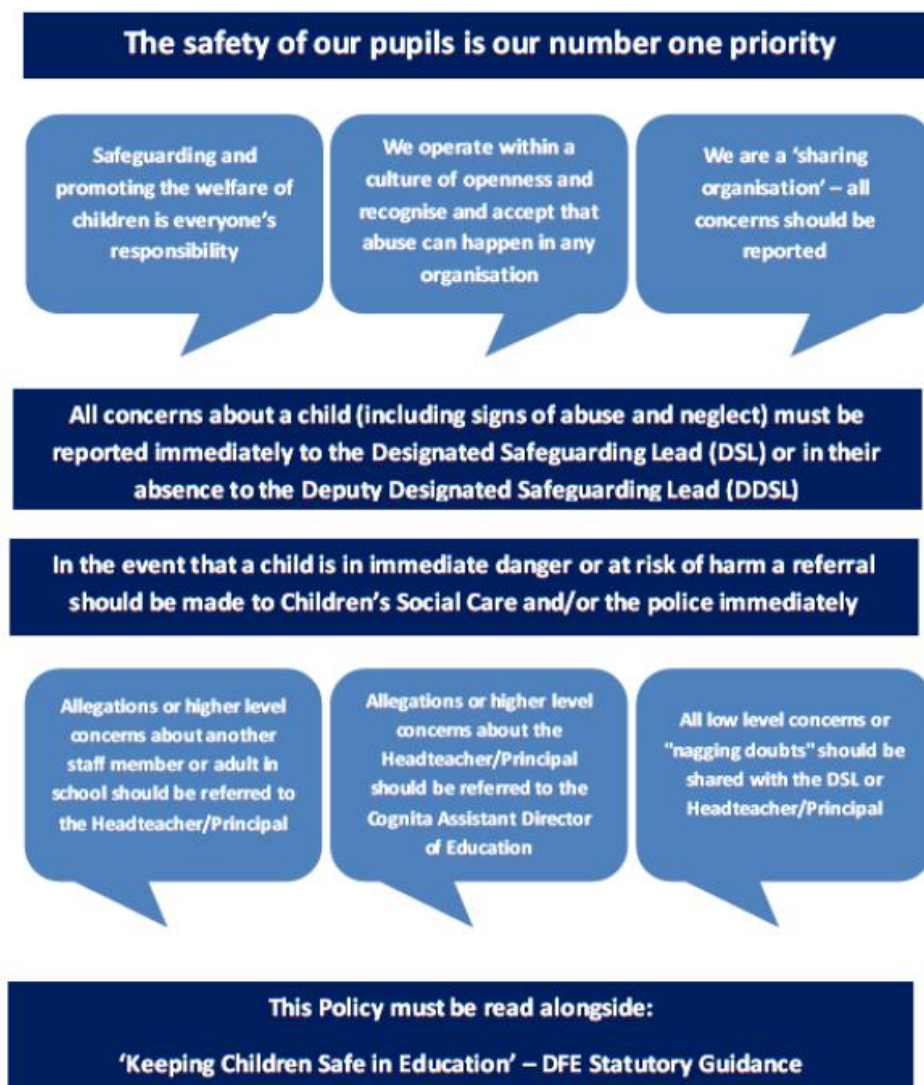 The safety of our pupils is our number one priority
Safeguarding and
promoting the welfare of
children is everyone's
responsibility
We operate within a
culture of openness and
recognise and accept that
abuse can happen in any
organisation
We are a 'sharing
organisation' – all
concerns should be
reported
All concerns about a child (including signs of abuse and neglect) must be
reported immediately to the Designated Safeguarding Lead (DSL) or in their
absence to the Deputy Designated Safeguarding Lead (DDSL)
In the event that a child is in immediate danger or at risk of harm a referral
should be made to Children's Social Care and/or the police immediately
Allegations or higher level
concerns about another
staff member or adult in
school should be referred to
the Headteacher/Principal
Allegations or higher level
concerns about the
Headteacher/Principal
should be referred to the
Cognita Assistant Director
of Education
All low level concerns or
"nagging doubts" should be
shared with the DSL or
Headteacher/Principal
This Policy must be read alongside:
'Keeping Children Safe in Education' – DFE Statutory Guidance